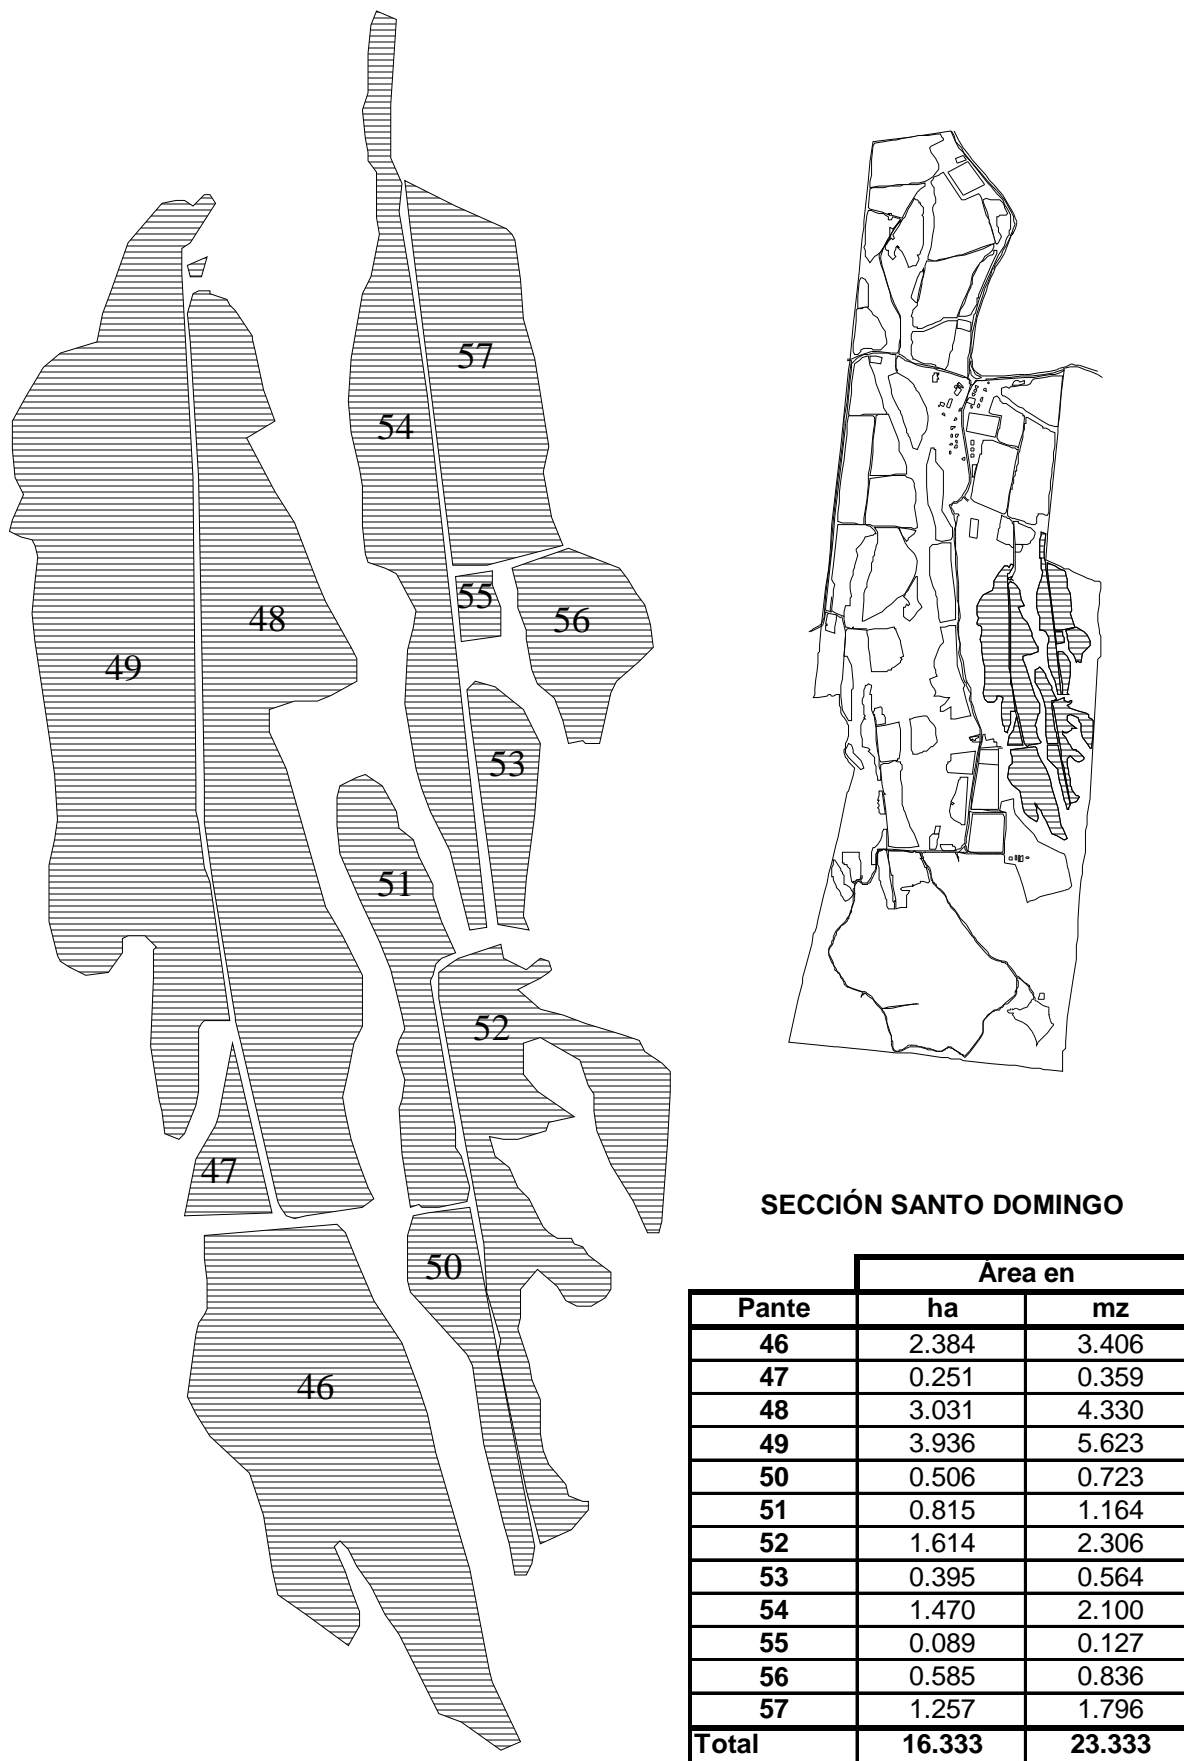 57
54
55
56
48
49
53
51
52
47
50
46
SECCIÓN SANTO DOMINGO
Área en
Pante ha mz
46 2.384 3.406
47 0.251 0.359
48 3.031 4.330
49 3.936 5.623
50 0.506 0.723
51 0.815 1.164
52 1.614 2.306
53 0.395 0.564
54 1.470 2.100
55 0.089 0.127
56 0.585 0.836
57 1.257 1.796
Total 16.333 23.333